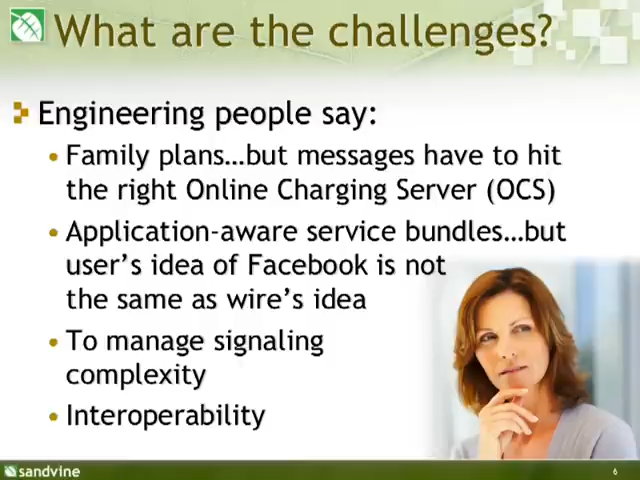 What are the challenges?
Engineering people say:
• Family plans…but messages have to hit
the right Online Charging Server (OCS)
• Application-aware service bundles…but
user's idea of Facebook is not
the same as wire's idea
• To manage signaling
complexity
• Interoperability
sandvine
6